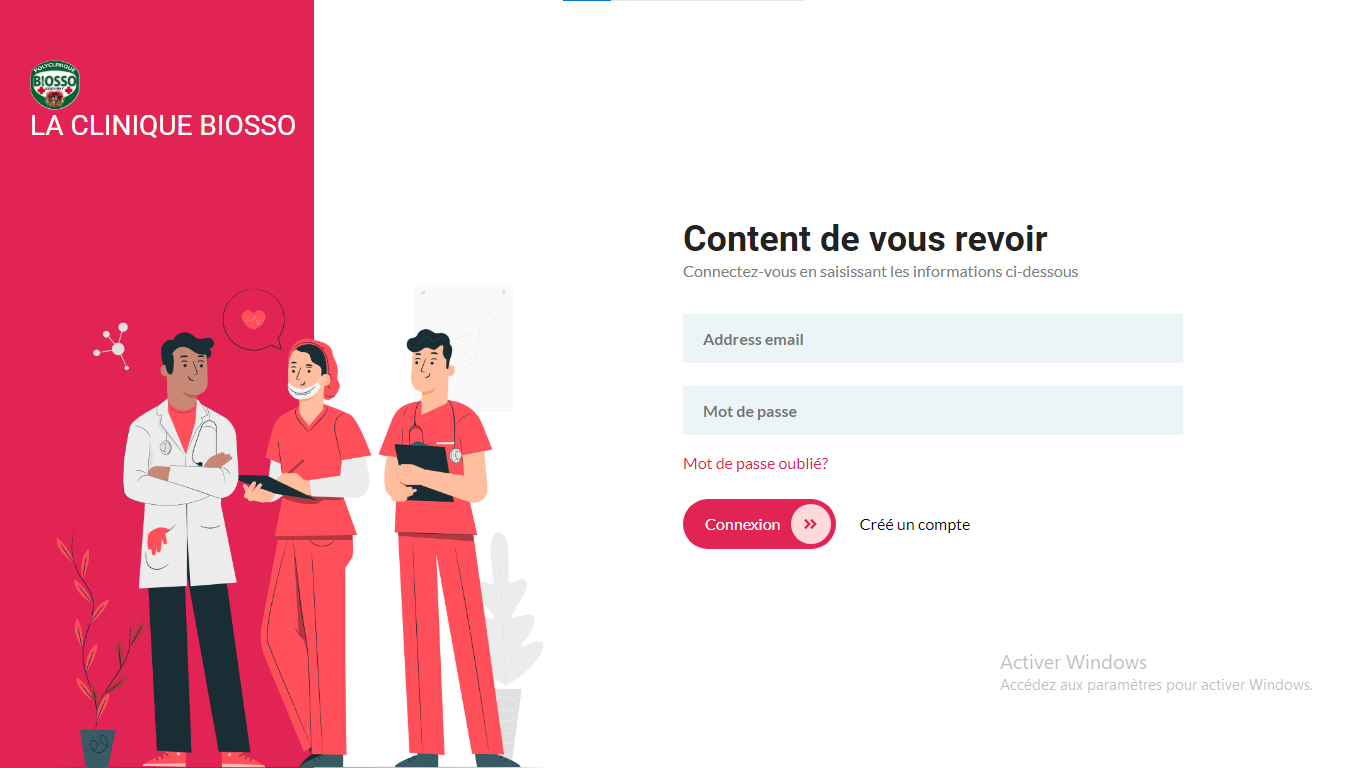 POLYCLINIQUE
BIOSSO
LA CLINIQUE BIOSSO
Content de vous revoir
Connectez-vous en saisissant les informations ci-dessous
Address email
Mot de passe
Mot de passe oublié?
Connexion
Créé un compte
Activer Windows
Accédez aux paramètres pour activer Windows.